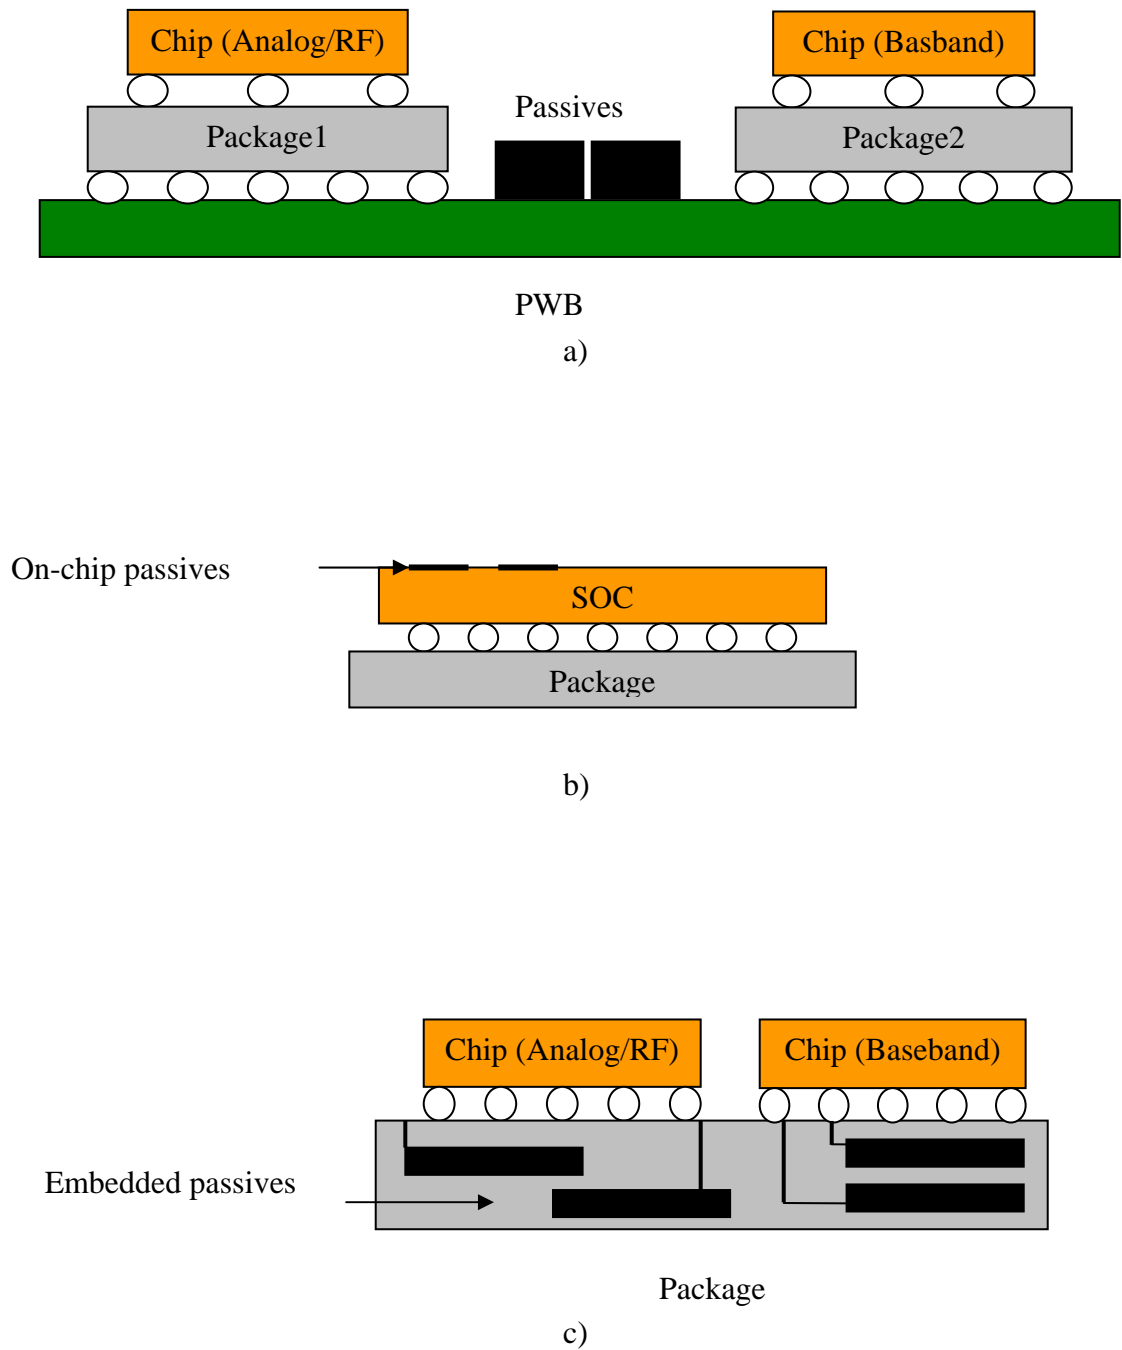 Chip (Analog/RF)
Chip (Basband)
Passives
Package1
Package2
PWB
a)
On-chip passives
SOC
Package
b)
Chip (Analog/RF)
Chip (Baseband)
Embedded passives
Package
c)